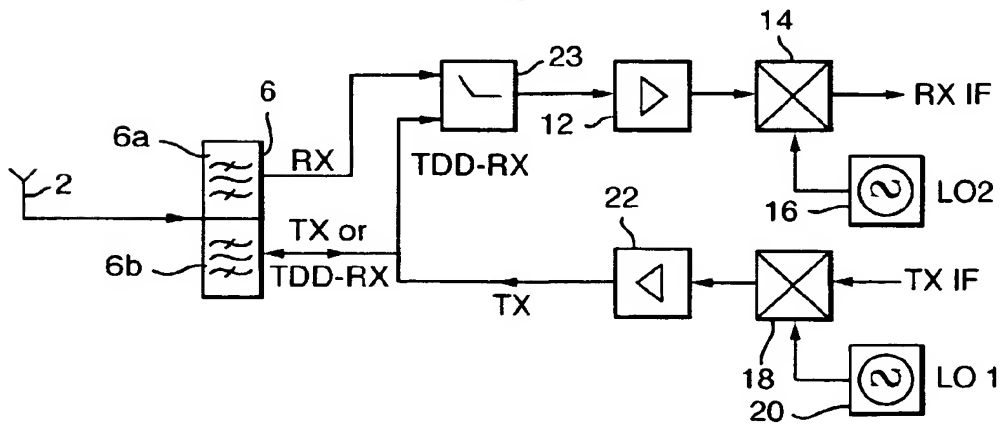 14
23
6
6a
RX
12
RX IF
2
TDD-RX
16
LO2
22
TX or
6b
TDD-RX
TX
TX IF
18
20
LO 1